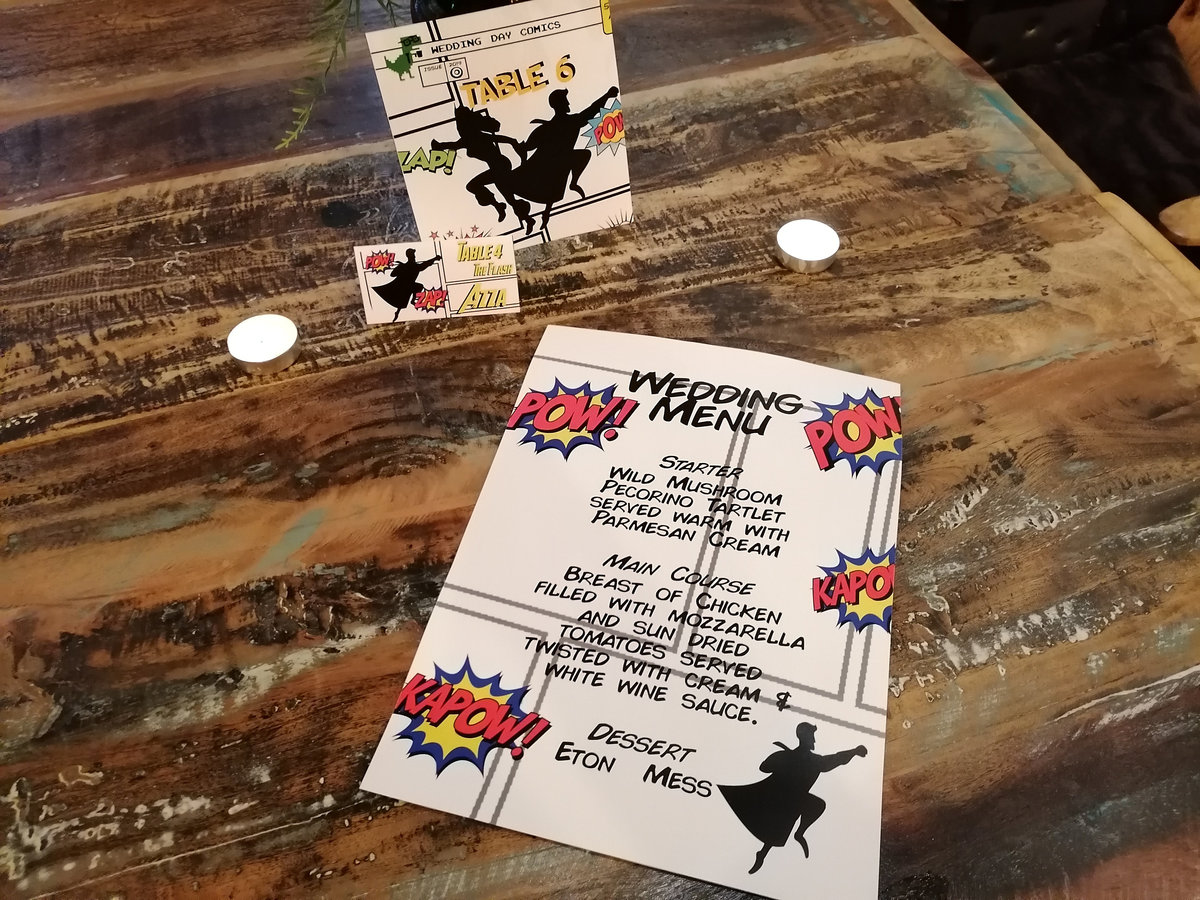 WEDDING DAY COMICS
ISSUE 2019
TABLE 6
POW
ZAP!
POW!
TABLE 4
THE FLASH
ZAP!
AZZA
WEDDING
MENU
POW!
POW!
STARTER
WILD MUSHROOM
PECORINO TARTLET
SERVED WARM WITH
PARMESAN CREAM
KAPOW
MAIN COURSE
BREAST OF CHICKEN
FILLED WITH MOZZARELLA
AND SUN DRIED
TOMATOES SERVED
TWISTED WITH CREAM &
WHITE WINE SAUCE.
KAPOW!
DESSERT
ETON MESS